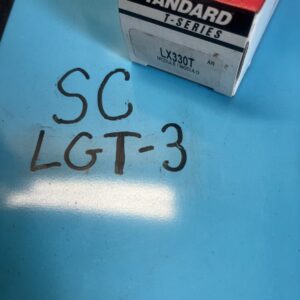 STANDARD
T-SERIES
LX330T
SC
LGT-3